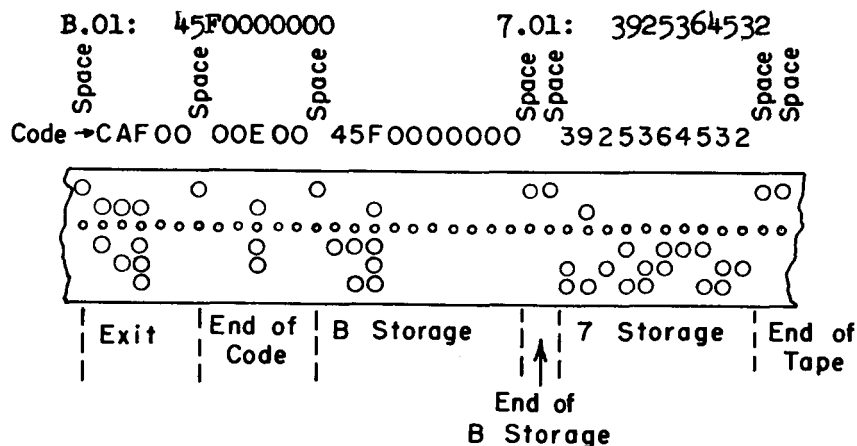 B.01: 45F0000000 7.01: 3925364532
Space Space Space Space Space Space Space
Code → CAF00 00E00 45F0000000 3925364532
Exit End of Code B Storage 7 Storage End of Tape
End of B Storage